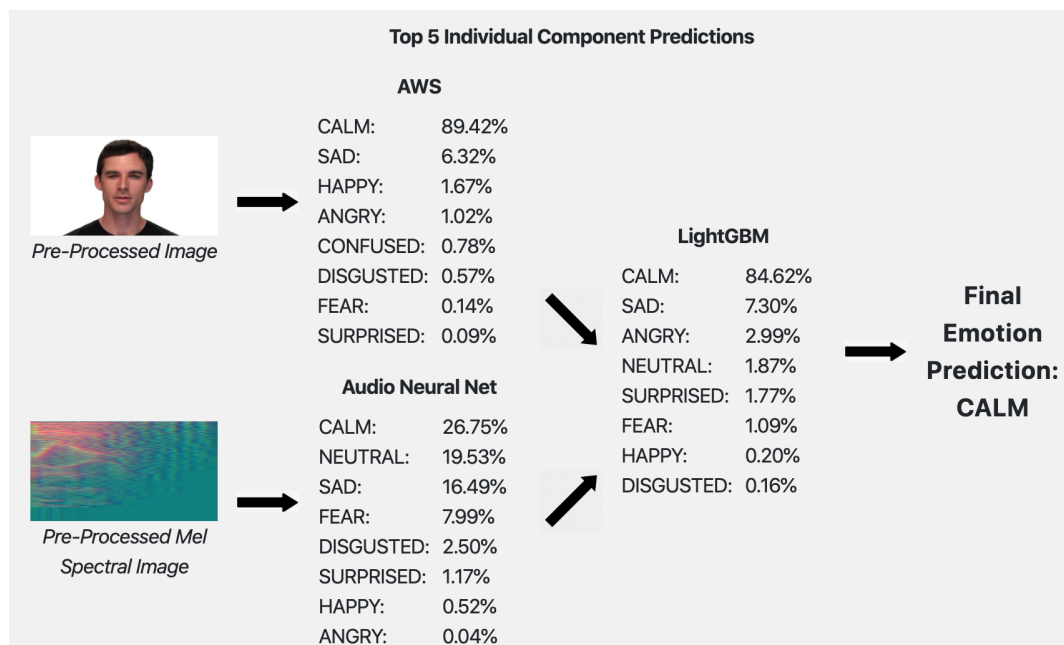 Top 5 Individual Component Predictions
AWS
CALM: 89.42%
SAD: 6.32%
HAPPY: 1.67%
ANGRY: 1.02%
CONFUSED: 0.78%
DISGUSTED: 0.57%
FEAR: 0.14%
SURPRISED: 0.09%
Pre-Processed Image
Audio Neural Net
CALM: 26.75%
NEUTRAL: 19.53%
SAD: 16.49%
FEAR: 7.99%
DISGUSTED: 2.50%
SURPRISED: 1.17%
HAPPY: 0.52%
ANGRY: 0.04%
Pre-Processed Mel
Spectral Image
LightGBM
CALM: 84.62%
SAD: 7.30%
ANGRY: 2.99%
NEUTRAL: 1.87%
SURPRISED: 1.77%
FEAR: 1.09%
HAPPY: 0.20%
DISGUSTED: 0.16%
Final
Emotion
Prediction:
CALM